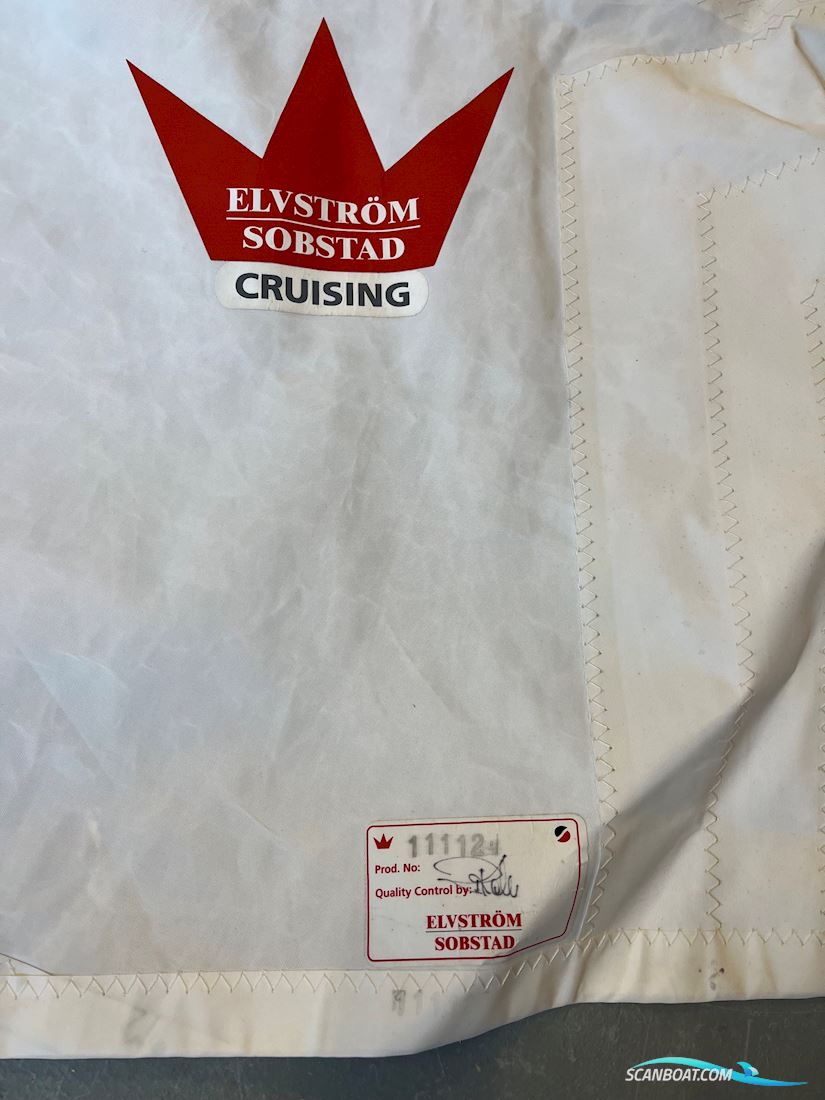 ELVSTRÖM
SOBSTAD
CRUISING
Prod. No:
Quality Control by:
ELVSTRÖM
SOBSTAD
SCANBOAT.COM